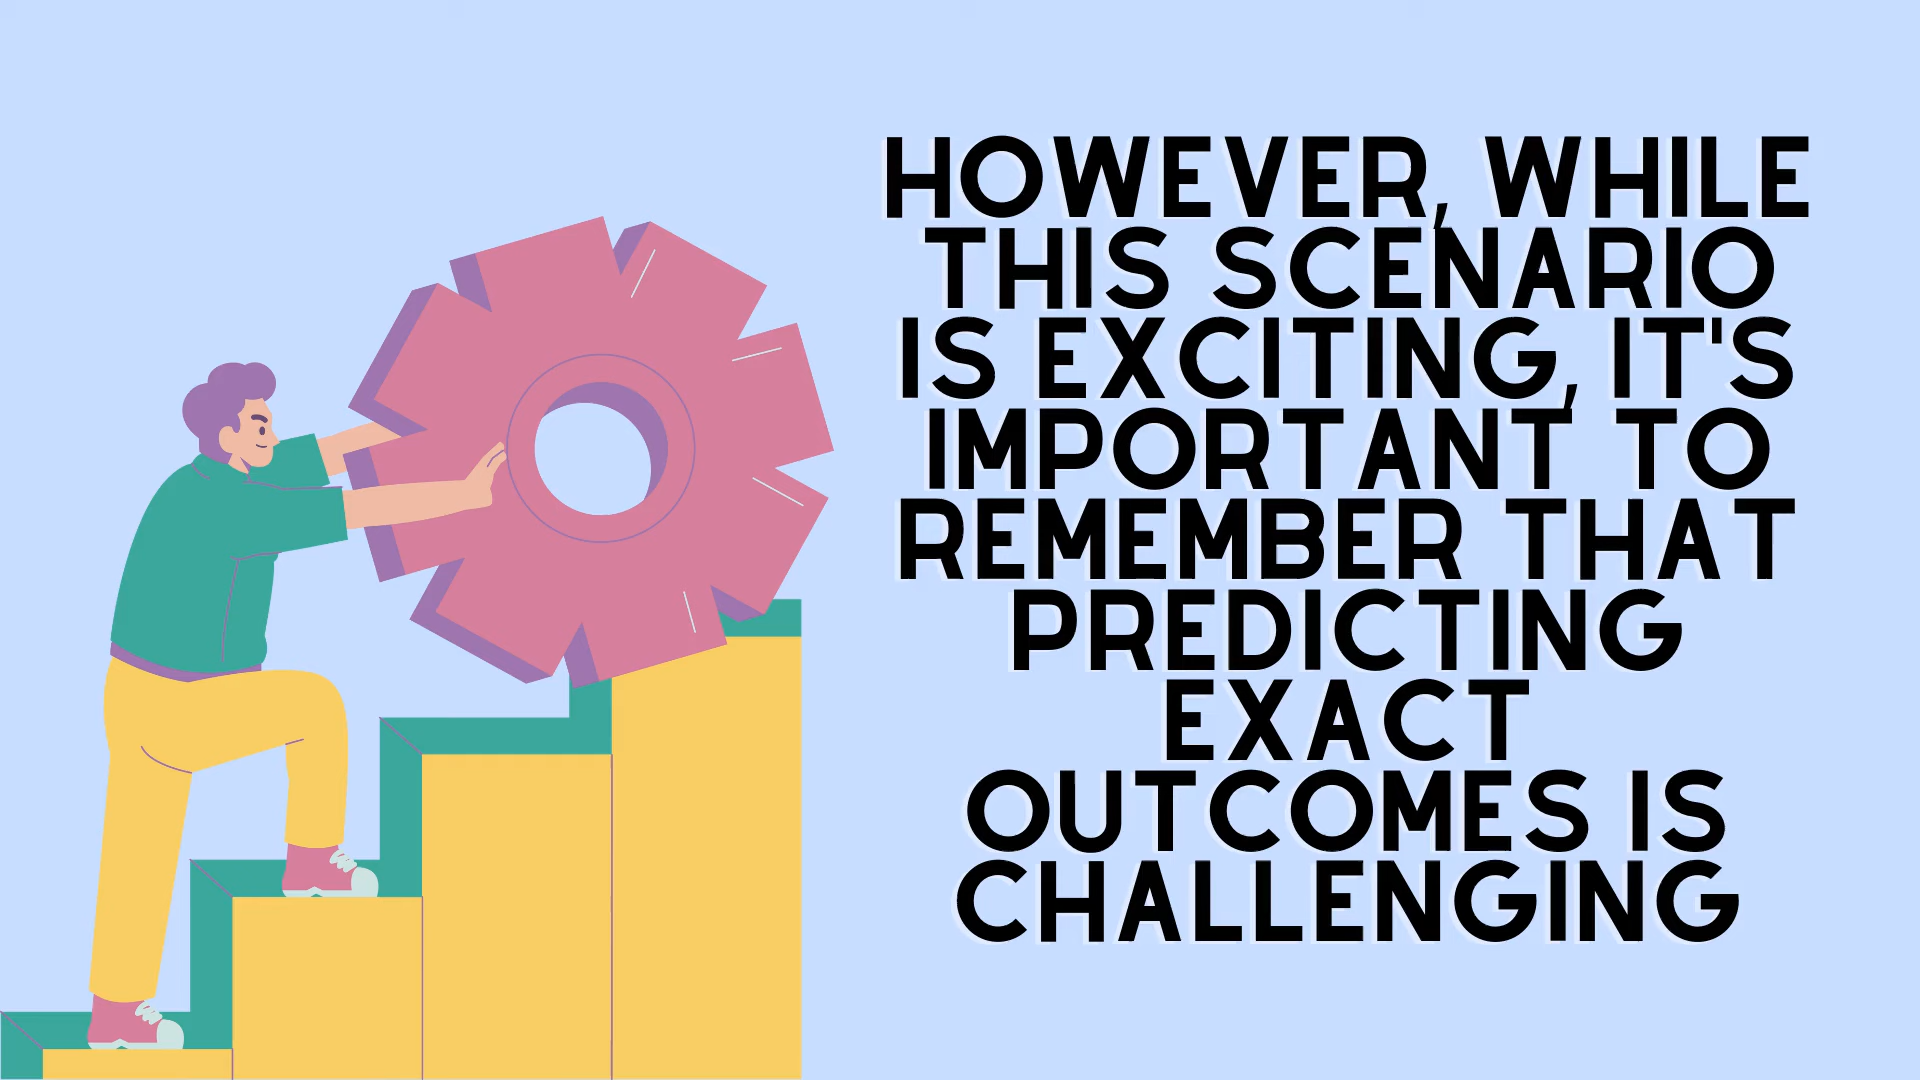 HOWEVER, WHILE
THIS SCENARIO
IS EXCITING, IT'S
IMPORTANT TO
REMEMBER THAT
PREDICTING
EXACT
OUTCOMES IS
CHALLENGING